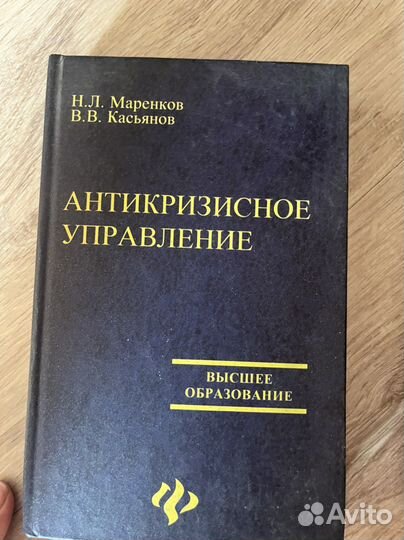 Н.Л. Маренков
В.В. Касьянов
АНТИКРИЗИСНОЕ
УПРАВЛЕНИЕ
ВЫСШЕЕ
ОБРАЗОВАНИЕ
Avito